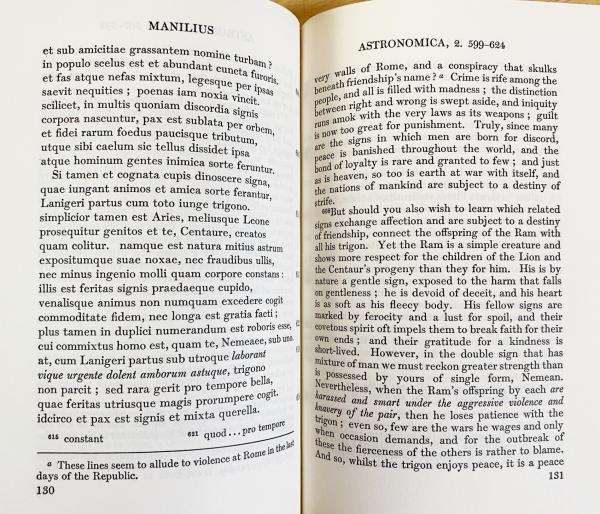 MANILIUS
et sub amicitiae grassantem nomine turbam?
in populo scelus est et abundant cuncta furoris,
et fas atque nefas mixtum, legesque per ipsas
saevit nequities; poenas iam noxia vincit.
scilicet, in multis quoniam discordia signis
corpora nascuntur, pax est sublata per orbem,
et fidei rarum foedus paucisque tributum,
utque sibi caelum sic tellus dissidet ipsa
atque hominum gentes inimica sorte feruntur.
Si tamen et cognata cupis dinoscere signa,
quae iungant animos et amica sorte ferantur,
Lanigeri partus cum toto iunge trigono.
simplicior tamen est Aries, meliusque Leone
prosequitur genitos et te, Centaure, creatos
quam colitur. namque est natura mitius astrum
expositumque suae noxae, nec fraudibus ullis,
nec minus ingenio molli quam corpore constans:
illis est feritas signis praedaeque cupido,
venalisque animus non numquam excedere cogit
commoditate fidem, nec longa est gratia facti;
plus tamen in duplici numerandum est roboris esse,
cui commixtus homo est, quam te, Nemeaee, sub uno.
at, cum Lanigeri partus sub utroque laborant
vique urgente dolent amborum astuque, trigono
non parcit; sed rara gerit pro tempore bella,
quae feritas utriusque magis prorumpere cogit.
idcirco et pax est signis et mixta querella.
615 constant 621 quod . . . pro tempore
a These lines seem to allude to violence at Rome in the last
days of the Republic.
130
ASTRONOMICA, 2. 599–624
very walls of Rome, and a conspiracy that skulks
beneath friendship's name? a Crime is rife among the
people, and all is filled with madness; the distinction
between right and wrong is swept aside, and iniquity
runs amok with the very laws as its weapons; guilt
is now too great for punishment. Truly, since many
are the signs in which men are born for discord,
peace is banished throughout the world, and the
bond of loyalty is rare and granted to few; and just
as is heaven, so too is earth at war with itself, and
the nations of mankind are subject to a destiny of
strife.
608But should you also wish to learn which related
signs exchange affection and are subject to a destiny
of friendship, connect the offspring of the Ram with
all his trigon. Yet the Ram is a simple creature and
shows more respect for the children of the Lion and
the Centaur's progeny than they for him. His is by
nature a gentle sign, exposed to the harm that falls
on gentleness; he is devoid of deceit, and his heart
is as soft as his fleecy body. His fellow signs are
marked by ferocity and a lust for spoil, and their
covetous spirit oft impels them to break faith for their
own ends; and their gratitude for a kindness is
short-lived. However, in the double sign that has
mixture of man we must reckon greater strength than
is possessed by yours of single form, Nemean.
Nevertheless, when the Ram's offspring by each are
harassed and smart under the aggressive violence and
knavery of the pair, then he loses patience with the
trigon; even so, few are the wars he wages and only
when occasion demands, and for the outbreak of
these the fierceness of the others is rather to blame.
And so, whilst the trigon enjoys peace, it is a peace
131